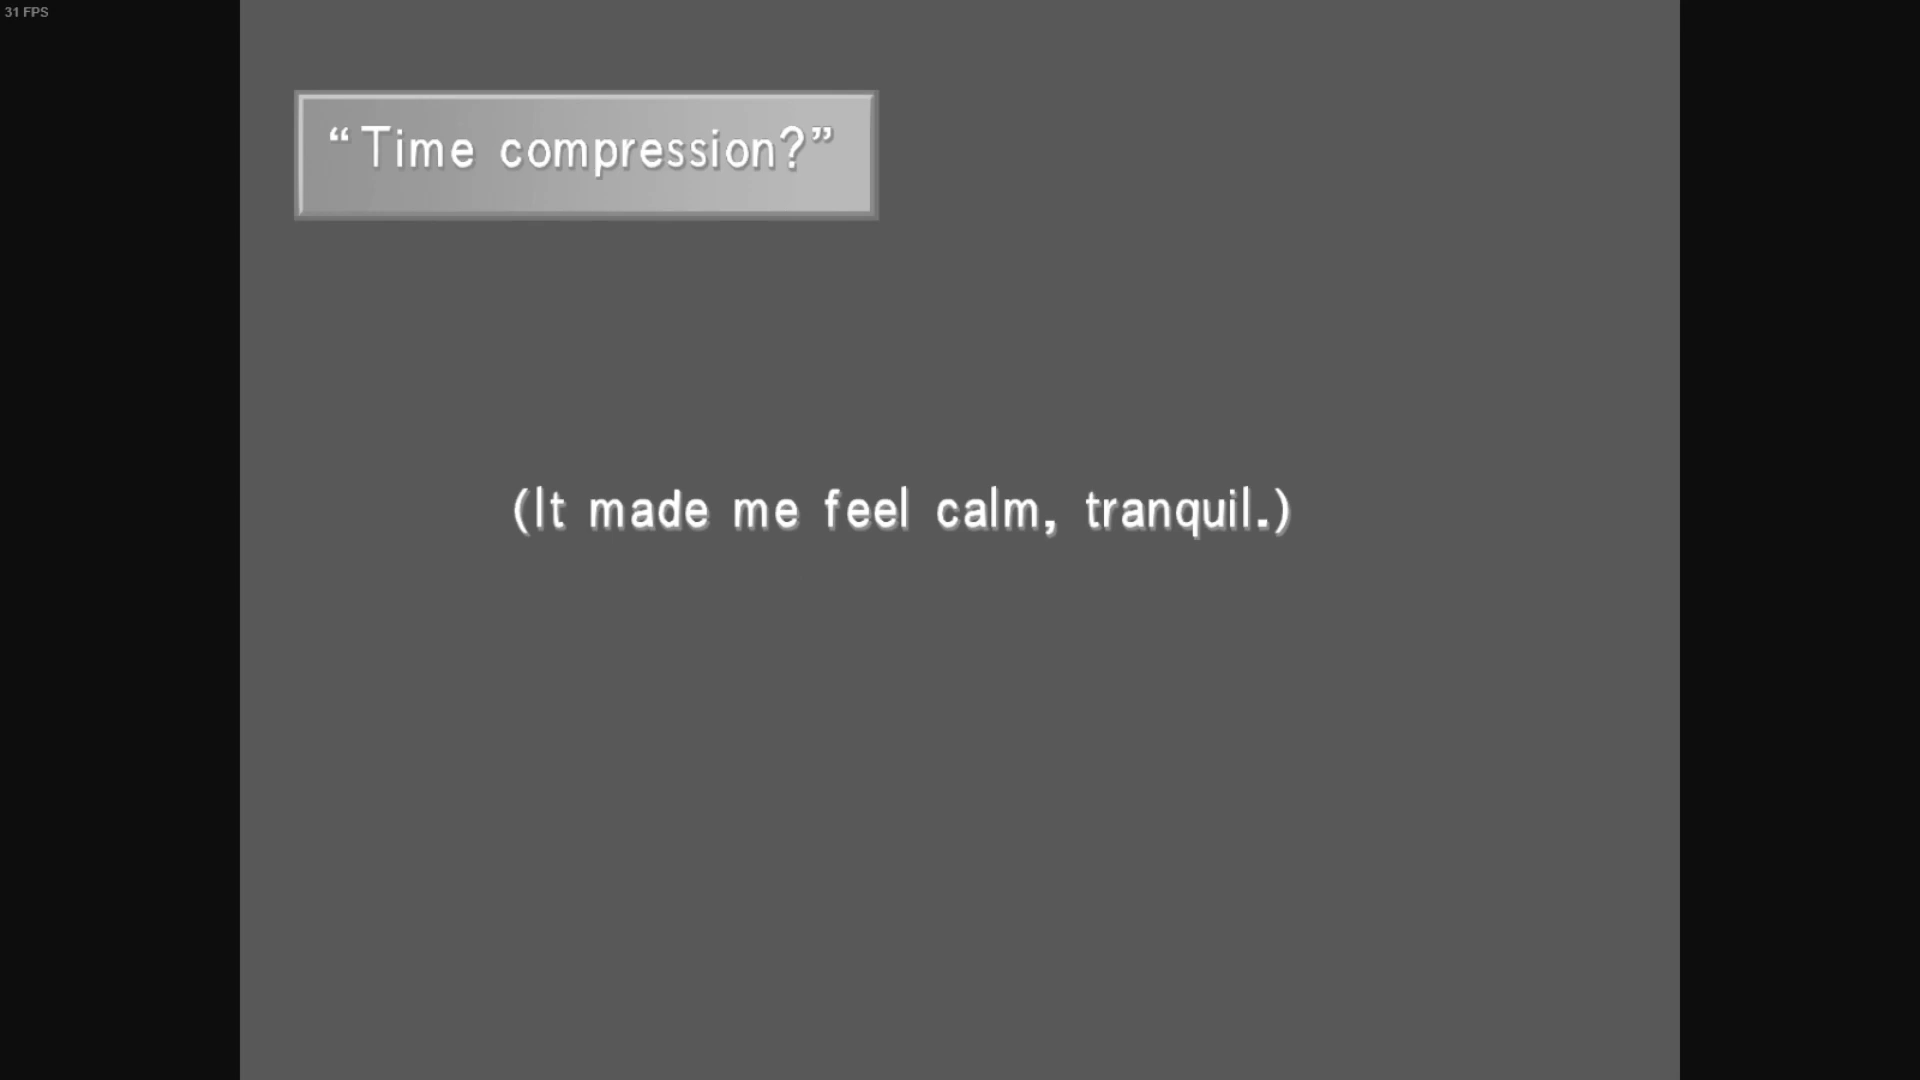 31 FPS
“Time compression?”
(It made me feel calm, tranquil.)